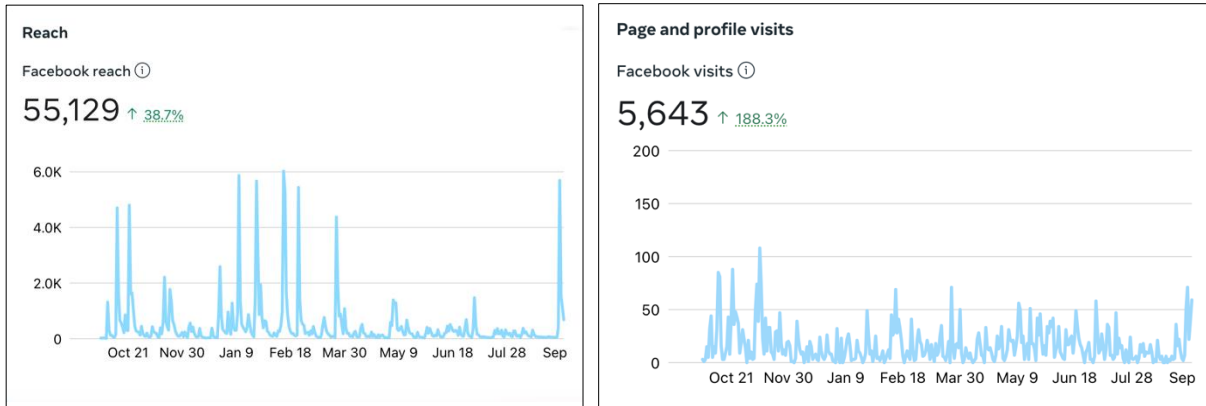 Reach
Facebook reach
55,129 ↑ 38.7%
6.0K
4.0K
2.0K
0
Oct 21 Nov 30 Jan 9 Feb 18 Mar 30 May 9 Jun 18 Jul 28 Sep
Page and profile visits
Facebook visits
5,643 ↑ 188.3%
200
150
100
50
0
Oct 21 Nov 30 Jan 9 Feb 18 Mar 30 May 9 Jun 18 Jul 28 Sep